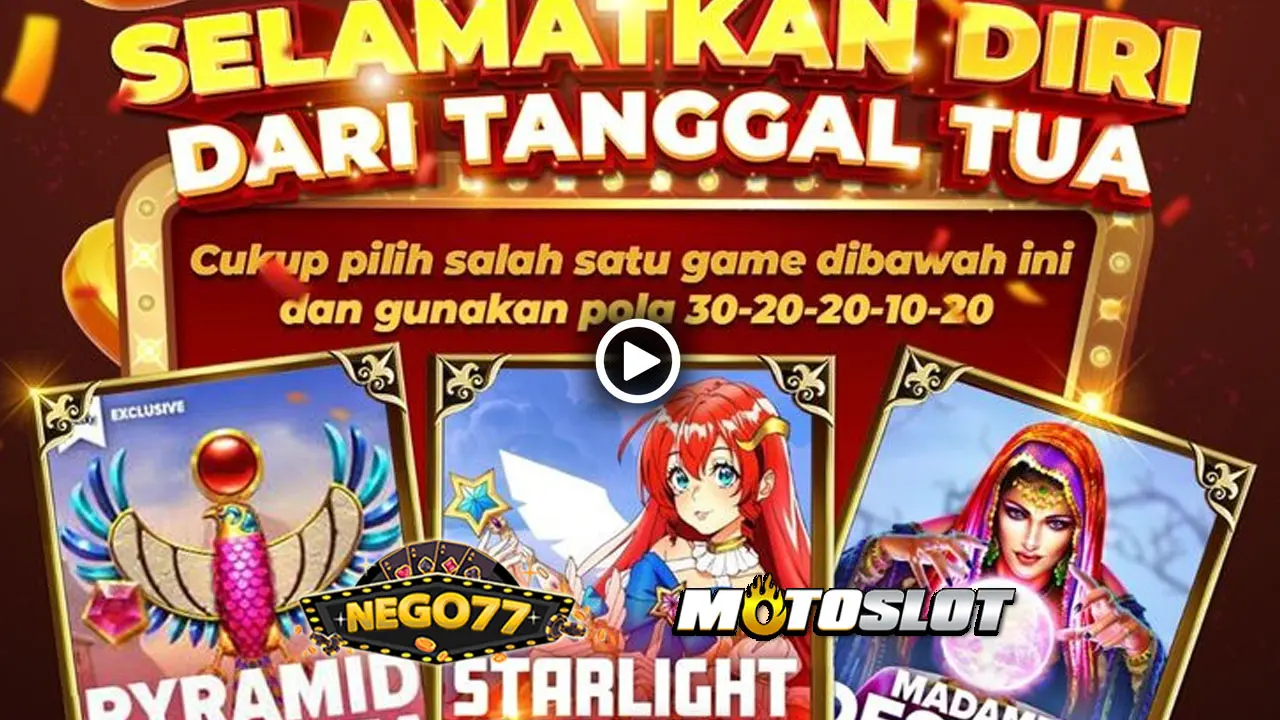 SELAMATKAN DIRI
DARI TANGGAL TUA
Cukup pilih salah satu game dibawah ini
dan gunakan pola 30-20-20-10-20
EXCLUSIVE
NEGO77
MOTOSLOT
PYRAMID
STARLIGHT